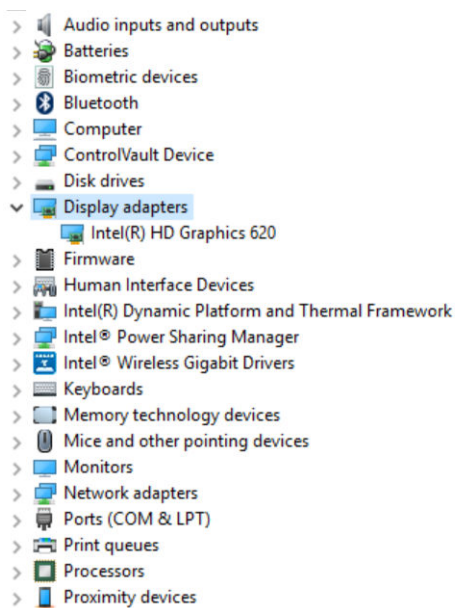 Audio inputs and outputs
Batteries
Biometric devices
Bluetooth
Computer
ControlVault Device
Disk drives
Display adapters
Intel(R) HD Graphics 620
Firmware
Human Interface Devices
Intel(R) Dynamic Platform and Thermal Framework
Intel® Power Sharing Manager
Intel® Wireless Gigabit Drivers
Keyboards
Memory technology devices
Mice and other pointing devices
Monitors
Network adapters
Ports (COM & LPT)
Print queues
Processors
Proximity devices